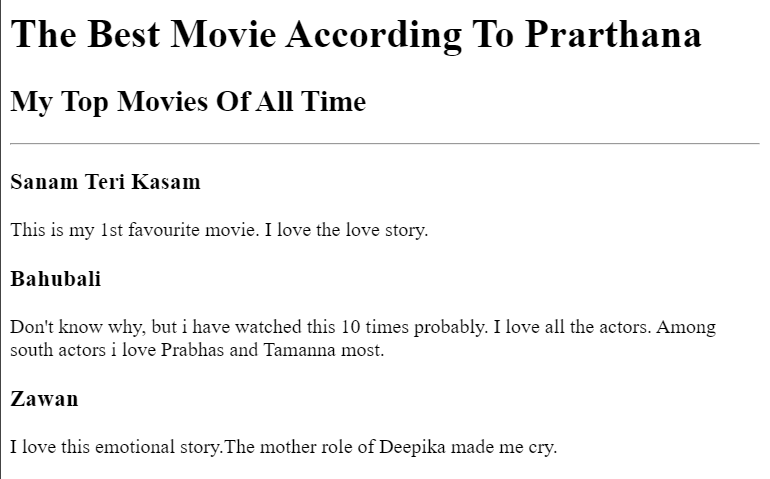 The Best Movie According To Prarthana
My Top Movies Of All Time
Sanam Teri Kasam
This is my 1st favourite movie. I love the love story.
Bahubali
Don't know why, but i have watched this 10 times probably. I love all the actors. Among
south actors i love Prabhas and Tamanna most.
Zawan
I love this emotional story.The mother role of Deepika made me cry.